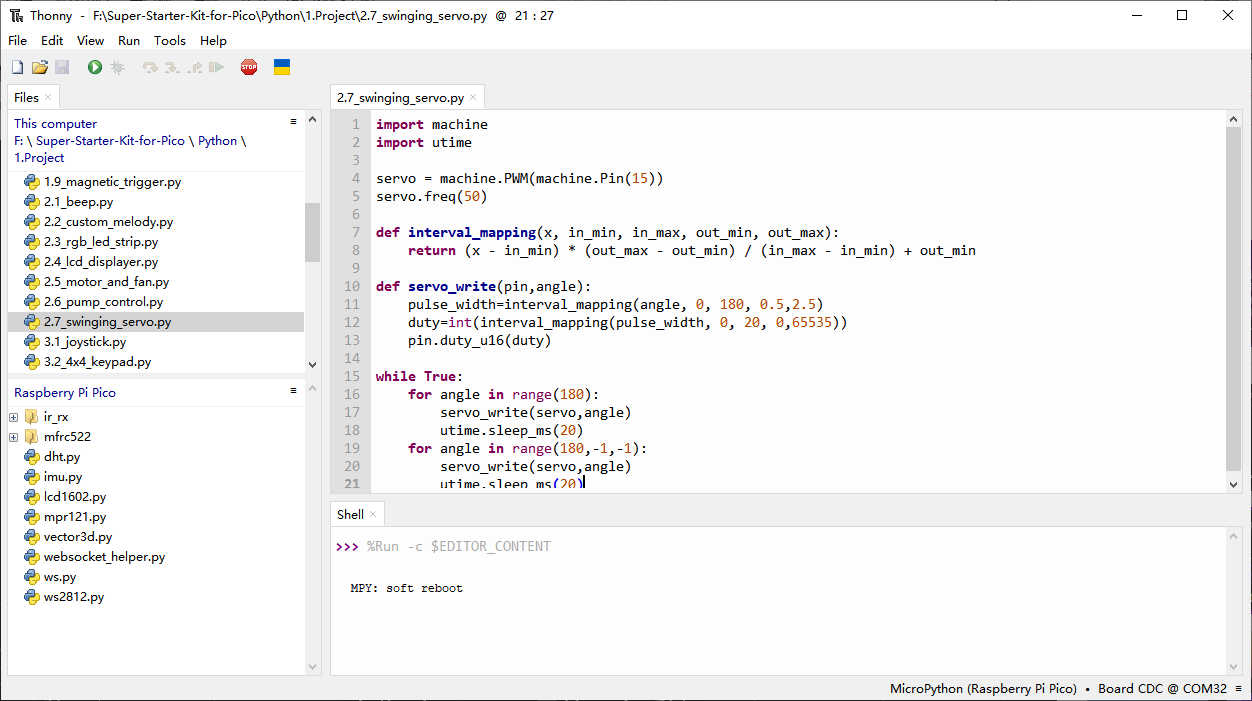 Thonny - F:\Super-Starter-Kit-for-Pico\Python\1.Project\2.7_swinging_servo.py @ 21 : 27
File Edit View Run Tools Help
STOP
Files ×
This computer
F: \ Super-Starter-Kit-for-Pico \ Python \
1.Project
1.9_magnetic_trigger.py
2.1_beep.py
2.2_custom_melody.py
2.3_rgb_led_strip.py
2.4_lcd_displayer.py
2.5_motor_and_fan.py
2.6_pump_control.py
2.7_swinging_servo.py
3.1_joystick.py
3.2_4x4_keypad.py
Raspberry Pi Pico
ir_rx
mfrc522
dht.py
imu.py
lcd1602.py
mpr121.py
vector3d.py
websocket_helper.py
ws.py
ws2812.py
2.7_swinging_servo.py ×
1 import machine
2 import utime
3
4 servo = machine.PWM(machine.Pin(15))
5 servo.freq(50)
6
7 def interval_mapping(x, in_min, in_max, out_min, out_max):
8     return (x - in_min) * (out_max - out_min) / (in_max - in_min) + out_min
9
10 def servo_write(pin,angle):
11     pulse_width=interval_mapping(angle, 0, 180, 0.5,2.5)
12     duty=int(interval_mapping(pulse_width, 0, 20, 0,65535))
13     pin.duty_u16(duty)
14
15 while True:
16     for angle in range(180):
17         servo_write(servo,angle)
18         utime.sleep_ms(20)
19     for angle in range(180,-1,-1):
20         servo_write(servo,angle)
21         utime.sleep_ms(20)
Shell ×
>>> %Run -c $EDITOR_CONTENT
MPY: soft reboot
MicroPython (Raspberry Pi Pico) • Board CDC @ COM32